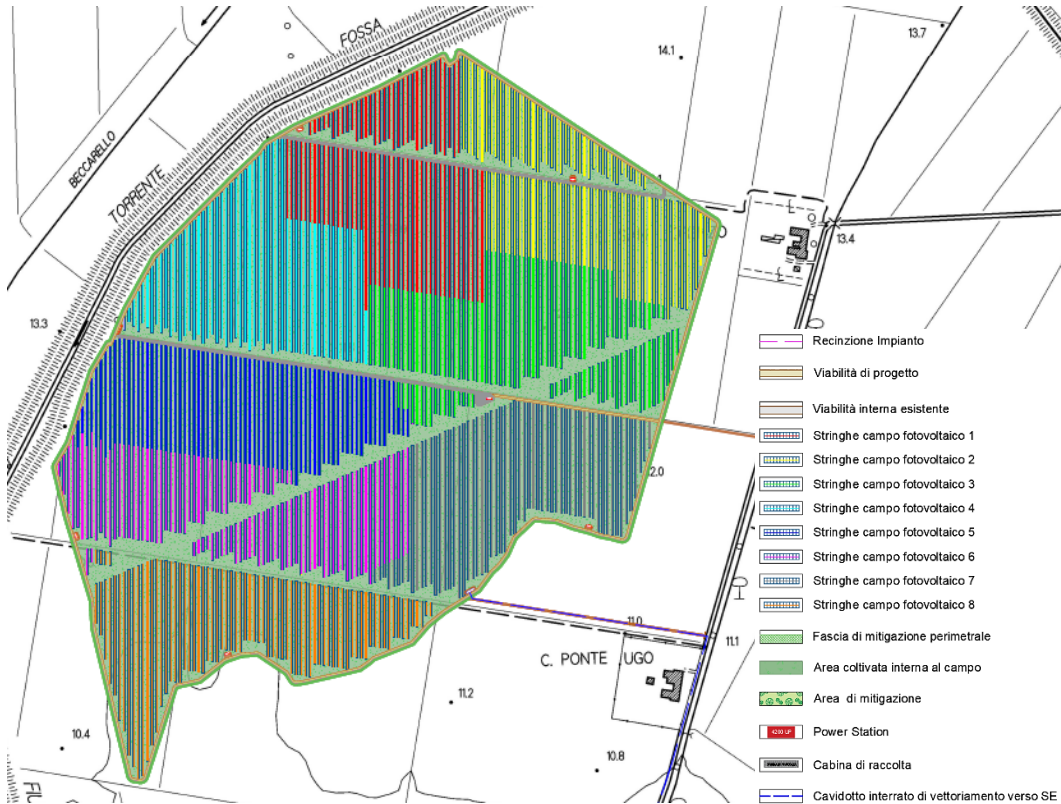 FOSSA
14.1
13.7
BECCARELLO
TORRENTE
13.4
13.3
2.0
11.0
11.1
C. PONTE UGO
11.2
10.4
10.8
FIU
Recinzione Impianto
Viabilità di progetto
Viabilità interna esistente
Stringhe campo fotovoltaico 1
Stringhe campo fotovoltaico 2
Stringhe campo fotovoltaico 3
Stringhe campo fotovoltaico 4
Stringhe campo fotovoltaico 5
Stringhe campo fotovoltaico 6
Stringhe campo fotovoltaico 7
Stringhe campo fotovoltaico 8
Fascia di mitigazione perimetrale
Area coltivata interna al campo
Area di mitigazione
4200 UP
Power Station
Cabina di raccolta
Cavidotto interrato di vettoriamento verso SE